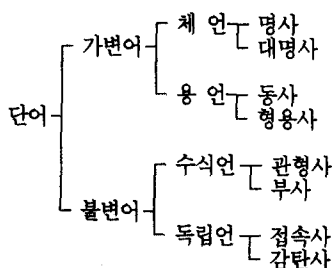 체 언 명사
가변어 대명사
용 언 동사
형용사
단어
수식언 관형사
부사
불변어
독립언 접속사
감탄사